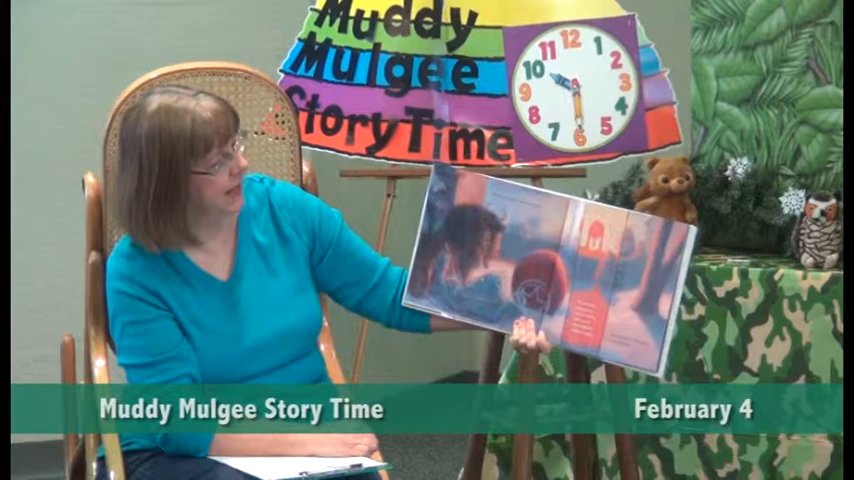 Muddy
Mulgee
Story Time
12
11 1
10 2
9 3
8 4
7 5
6
Muddy Mulgee Story Time
February 4